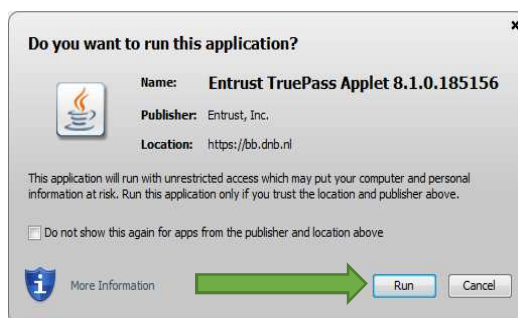 Do you want to run this application?
Name: Entrust TruePass Applet 8.1.0.185156
Publisher: Entrust, Inc.
Location: https://bb.dnb.nl
This application will run with unrestricted access which may put your computer and personal
information at risk. Run this application only if you trust the location and publisher above.
Do not show this again for apps from the publisher and location above
More Information Run Cancel